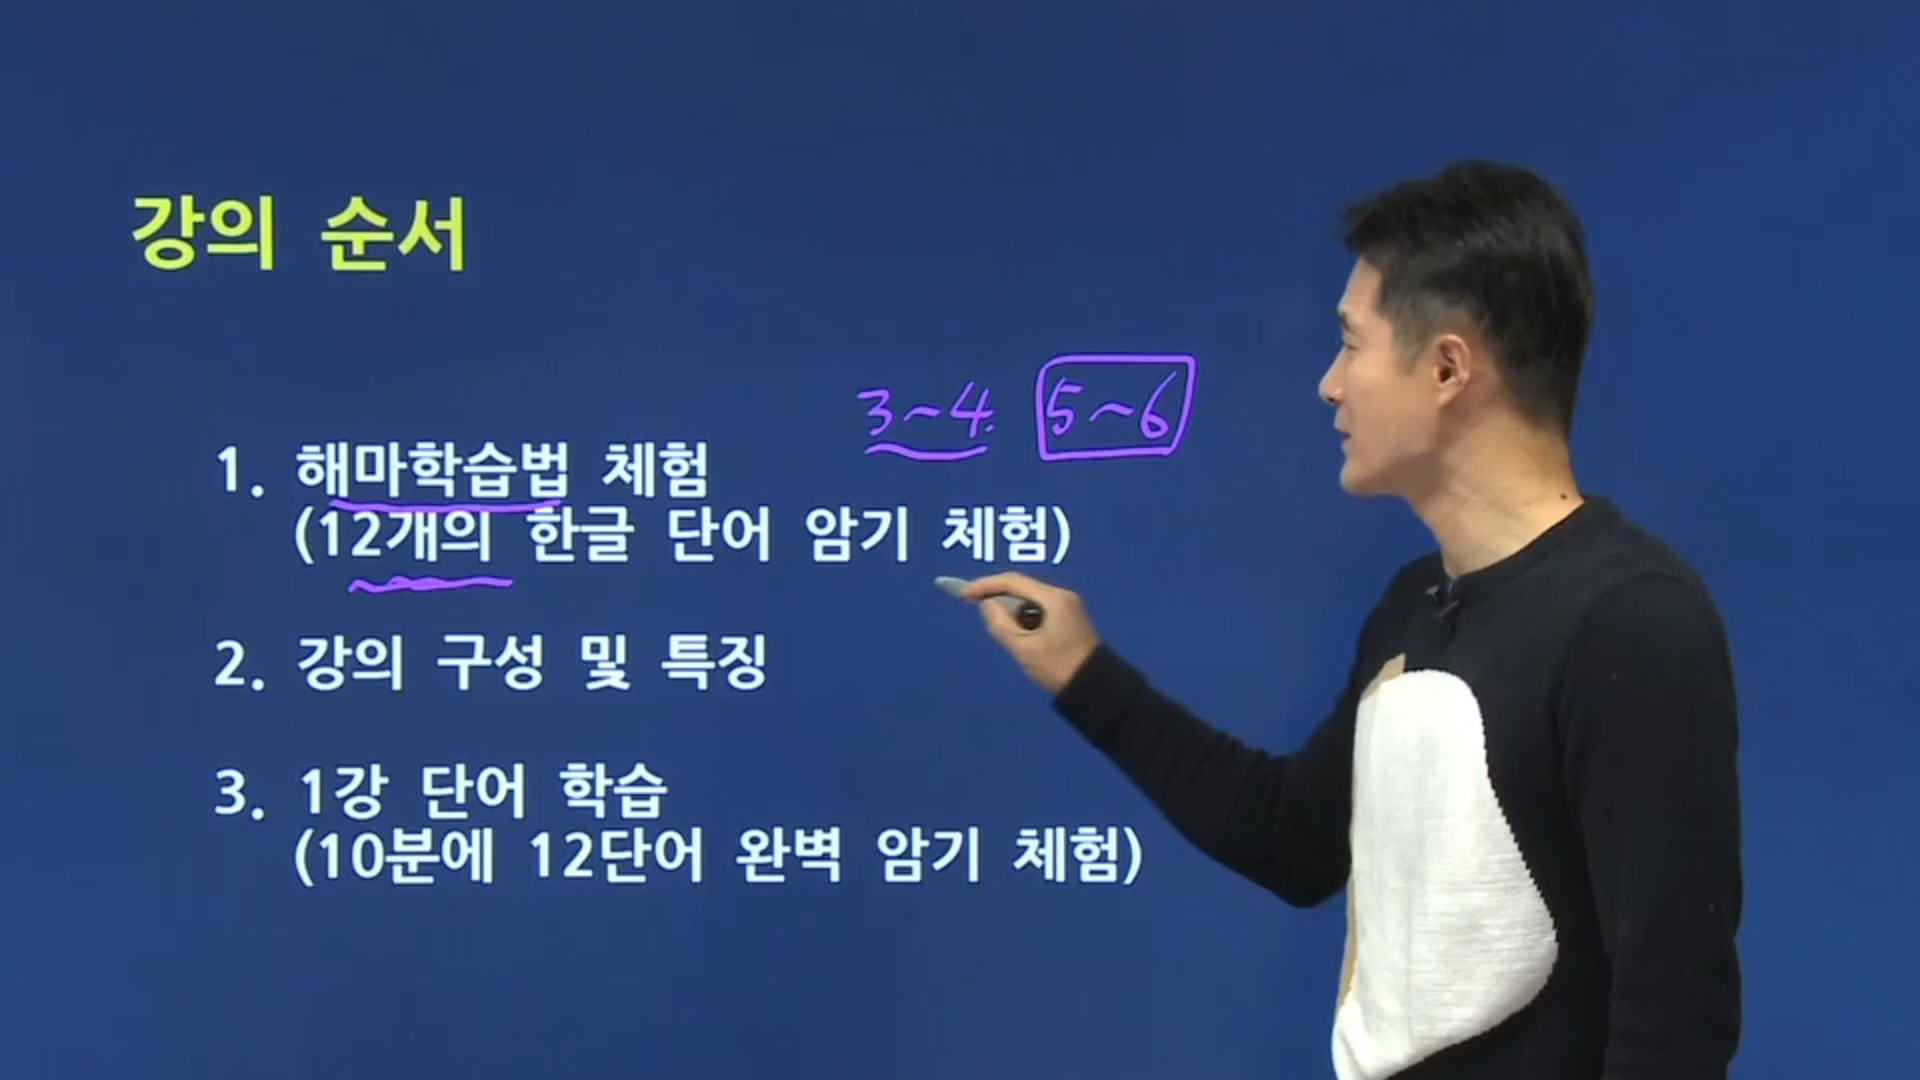 강의 순서
3~4. 5~6
1. 해마학습법 체험
(12개의 한글 단어 암기 체험)
2. 강의 구성 및 특징
3. 1강 단어 학습
(10분에 12단어 완벽 암기 체험)